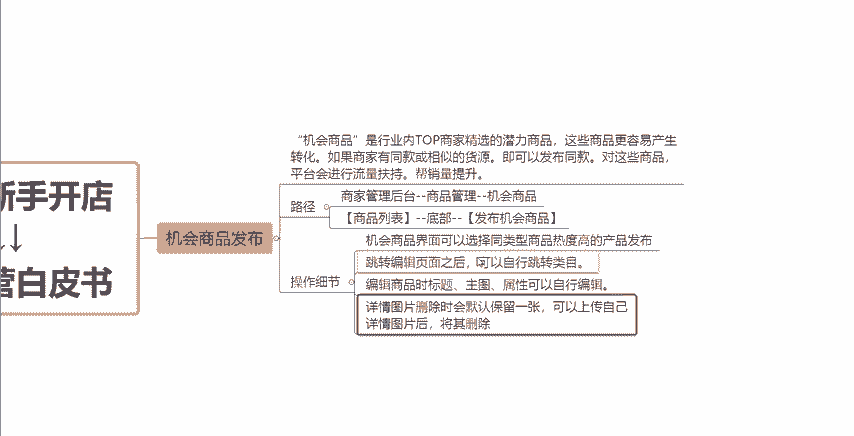 “机会商品”是行业内TOP商家精选的潜力商品，这些商品更容易产生
转化。如果商家有同款或相似的货源。即可以发布同款。对这些商品，
平台会进行流量扶持。帮销量提升。
新手开店
↓↓
营白皮书
机会商品发布
路径
商家管理后台--商品管理--机会商品
【商品列表】--底部--【发布机会商品】
操作细节
机会商品界面可以选择同类型商品热度高的产品发布
跳转编辑页面之后，可以自行跳转类目。
编辑商品时标题、主图、属性可以自行编辑。
详情图片删除时会默认保留一张，可以上传自己
详情图片后，将其删除